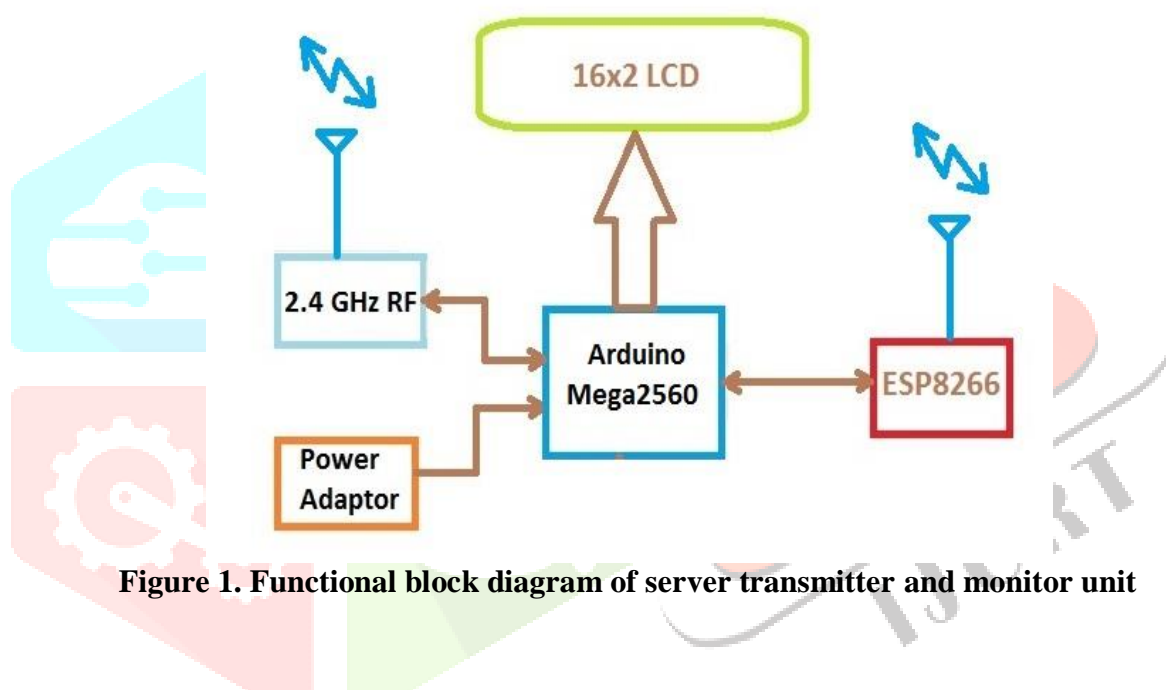 16x2 LCD
2.4 GHz RF
Arduino
Mega2560
ESP8266
Power
Adaptor
Figure 1. Functional block diagram of server transmitter and monitor unit